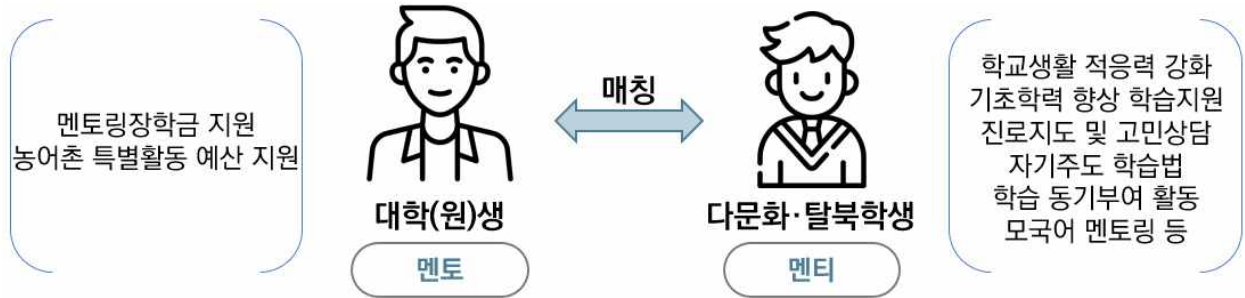 멘토링장학금 지원
농어촌 특별활동 예산 지원
대학(원)생
멘토
매칭
다문화·탈북학생
멘티
학교생활 적응력 강화
기초학력 향상 학습지원
진로지도 및 고민상담
자기주도 학습법
학습 동기부여 활동
모국어 멘토링 등